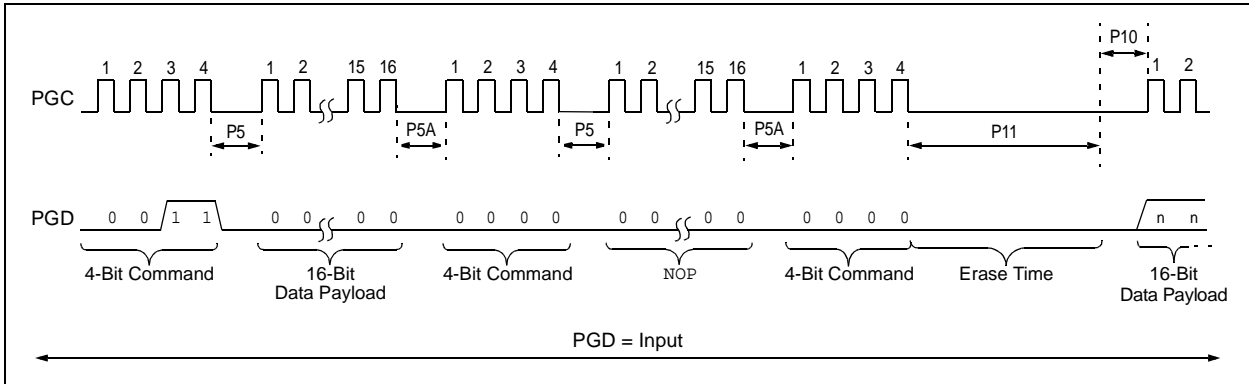 P10
1 2 3 4 1 2 15 16 1 2 3 4 1 2 15 16 1 2 3 4 1 2
PGC
P5 P5A P5 P5A P11
PGD 0 0 1 1 0 0 0 0 0 0 0 0 0 0 0 0 0 0 0 0 n n
4-Bit Command 16-Bit 4-Bit Command NOP 4-Bit Command Erase Time 16-Bit
Data Payload Data Payload
PGD = Input